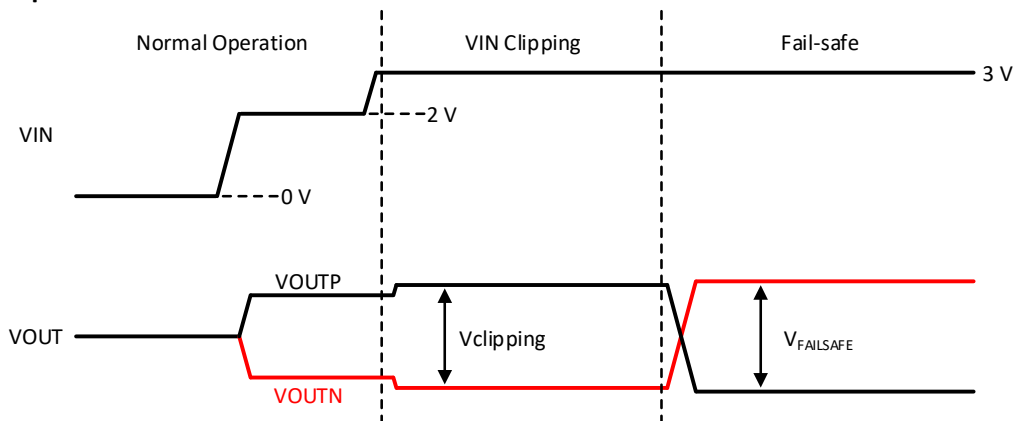 Normal Operation
VIN Clipping
Fail-safe
3 V
2 V
VIN
0 V
VOUTP
VOUT
Vclipping
VFAILSAFE
VOUTN